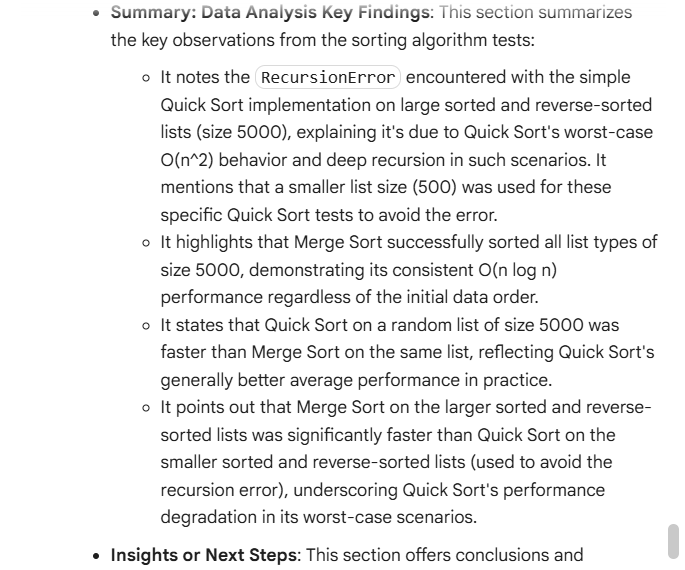 • Summary: Data Analysis Key Findings: This section summarizes
the key observations from the sorting algorithm tests:
◦ It notes the RecursionError encountered with the simple
Quick Sort implementation on large sorted and reverse-sorted
lists (size 5000), explaining it's due to Quick Sort's worst-case
O(n^2) behavior and deep recursion in such scenarios. It
mentions that a smaller list size (500) was used for these
specific Quick Sort tests to avoid the error.
◦ It highlights that Merge Sort successfully sorted all list types of
size 5000, demonstrating its consistent O(n log n)
performance regardless of the initial data order.
◦ It states that Quick Sort on a random list of size 5000 was
faster than Merge Sort on the same list, reflecting Quick Sort's
generally better average performance in practice.
◦ It points out that Merge Sort on the larger sorted and reverse-
sorted lists was significantly faster than Quick Sort on the
smaller sorted and reverse-sorted lists (used to avoid the
recursion error), underscoring Quick Sort's performance
degradation in its worst-case scenarios.
• Insights or Next Steps: This section offers conclusions and